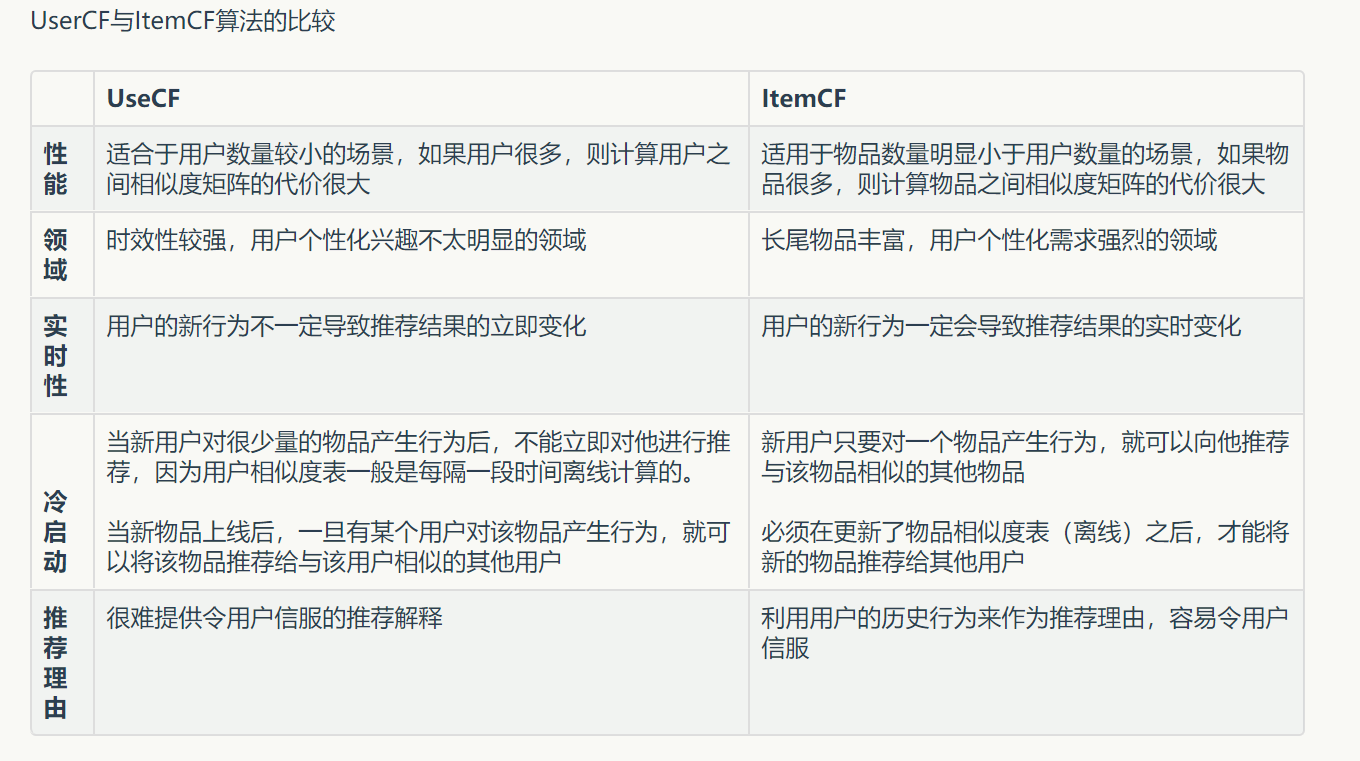 UserCF与ItemCF算法的比较
UseCF
ItemCF
性
能
适合于用户数量较小的场景，如果用户很多，则计算用户之
间相似度矩阵的代价很大
适用于物品数量明显小于用户数量的场景，如果物
品很多，则计算物品之间相似度矩阵的代价很大
领
域
时效性较强，用户个性化兴趣不太明显的领域
长尾物品丰富，用户个性化需求强烈的领域
实
时
性
用户的新行为不一定导致推荐结果的立即变化
用户的新行为一定会导致推荐结果的实时变化
冷
启
动
当新用户对很少量的物品产生行为后，不能立即对他进行推
荐，因为用户相似度表一般是每隔一段时间离线计算的。
当新物品上线后，一旦有某个用户对该物品产生行为，就可
以将该物品推荐给与该用户相似的其他用户
新用户只要对一个物品产生行为，就可以向他推荐
与该物品相似的其他物品
必须在更新了物品相似度表（离线）之后，才能将
新的物品推荐给其他用户
推
荐
理
由
很难提供令用户信服的推荐解释
利用用户的历史行为来作为推荐理由，容易令用户
信服